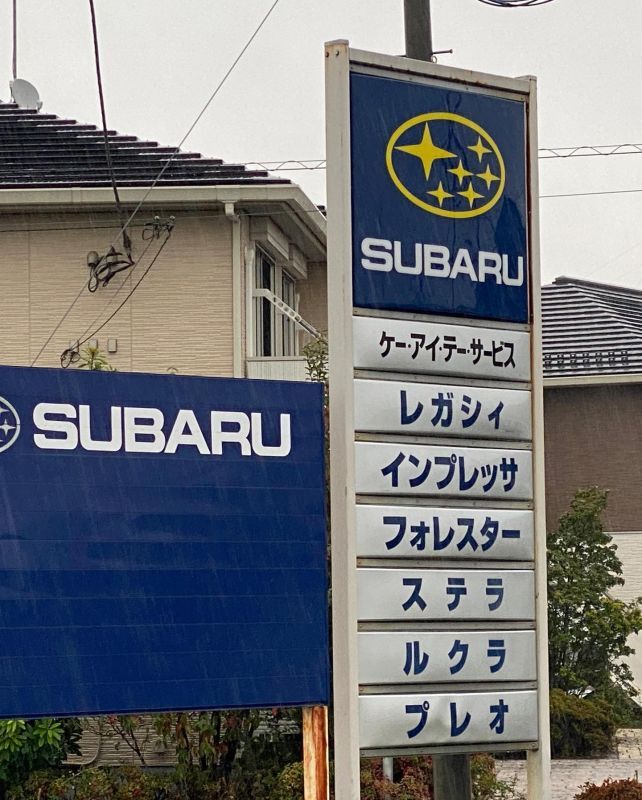 SUBARU
ケー・アイ・テー・サービス
レガシィ
インプレッサ
フォレスター
ステラ
ルクラ
プレオ
SUBARU